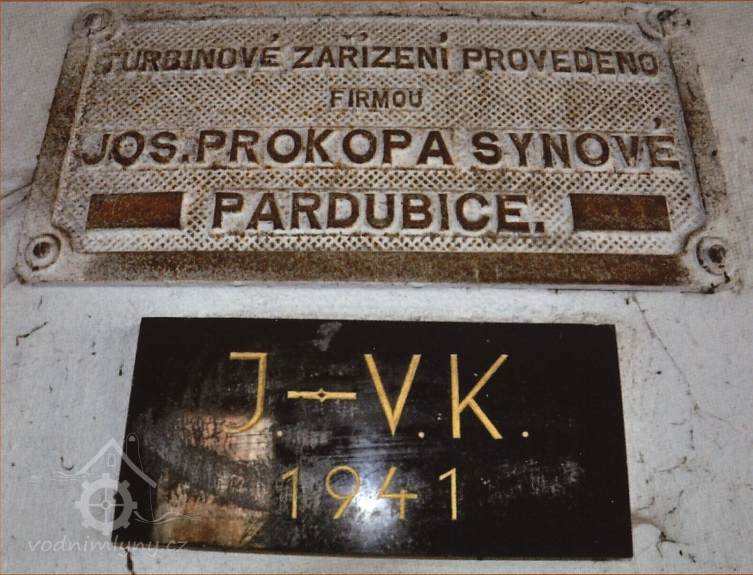 TURBINOVÉ ZAŘÍZENÍ PROVEDENO
FIRMOU
JOS. PROKOPA SYNOVÉ
PARDUBICE.
J. – V. K.
1941
vodnimlyny.cz